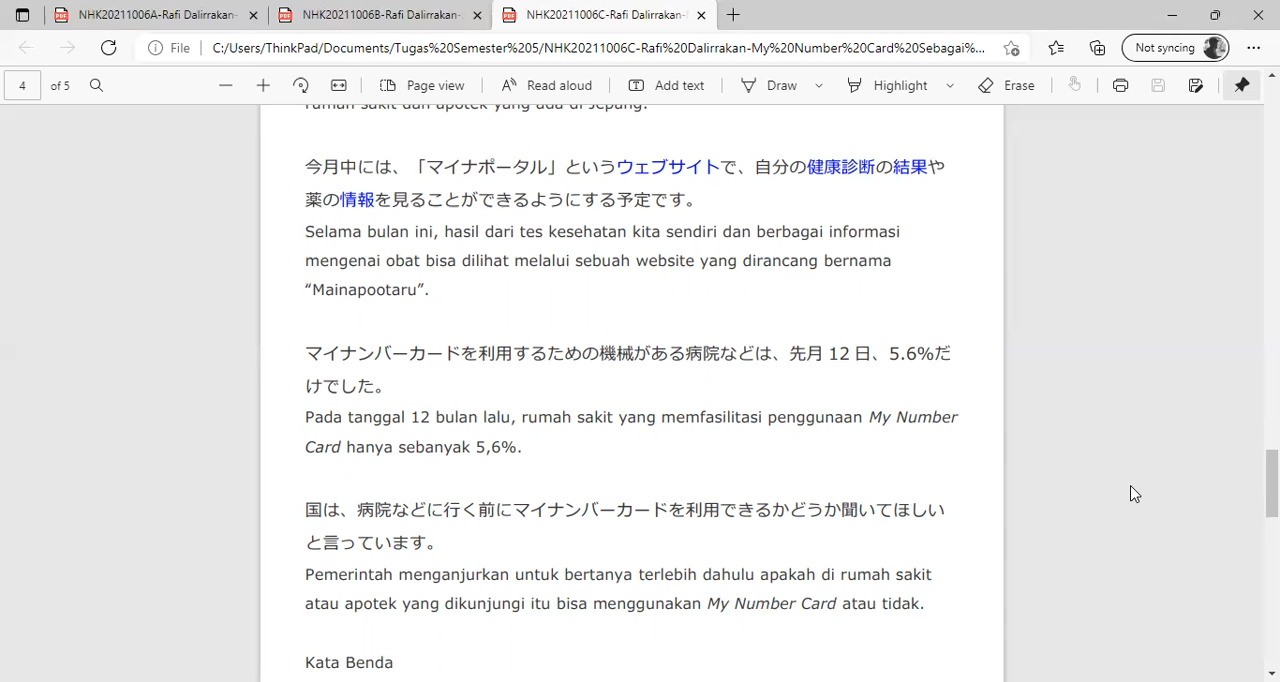 NHK20211006A-Rafi Dalirrakan-
NHK20211006B-Rafi Dalirrakan-
NHK20211006C-Rafi Dalirrakan-
File
C:/Users/ThinkPad/Documents/Tugas%20Semester%205/NHK20211006C-Rafi%20Dalirrakan-My%20Number%20Card%20Sebagai%...
Not syncing
4 of 5
Page view
Read aloud
Add text
Draw
Highlight
Erase
rumah sakit dan apotek yang ada di Jepang.
今月中には、「マイナポータル」というウェブサイトで、自分の健康診断の結果や
薬の情報を見ることができるようにする予定です。
Selama bulan ini, hasil dari tes kesehatan kita sendiri dan berbagai informasi
mengenai obat bisa dilihat melalui sebuah website yang dirancang bernama
“Mainapootaru”.
マイナンバーカードを利用するための機械がある病院などは、先月 12 日、5.6%だ
けでした。
Pada tanggal 12 bulan lalu, rumah sakit yang memfasilitasi penggunaan My Number
Card hanya sebanyak 5,6%.
国は、病院などに行く前にマイナンバーカードを利用できるかどうか聞いてほしい
と言っています。
Pemerintah menganjurkan untuk bertanya terlebih dahulu apakah di rumah sakit
atau apotek yang dikunjungi itu bisa menggunakan My Number Card atau tidak.
Kata Benda